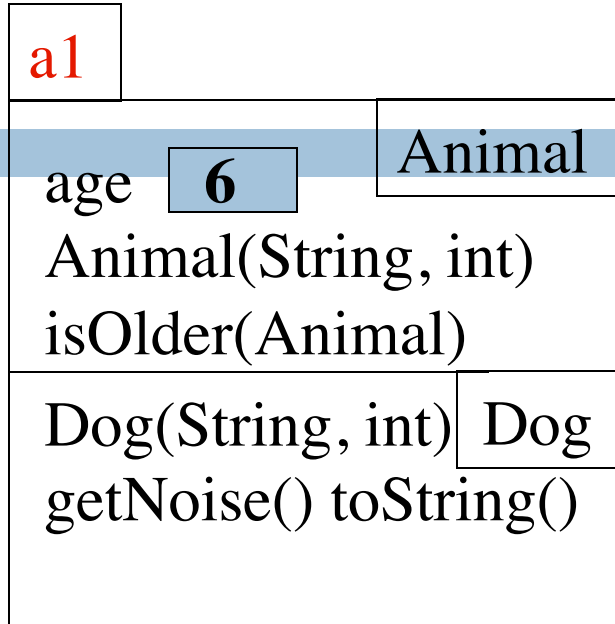 a1
Animal
age 6
Animal(String, int)
isOlder(Animal)
Dog(String, int) Dog
getNoise() toString()